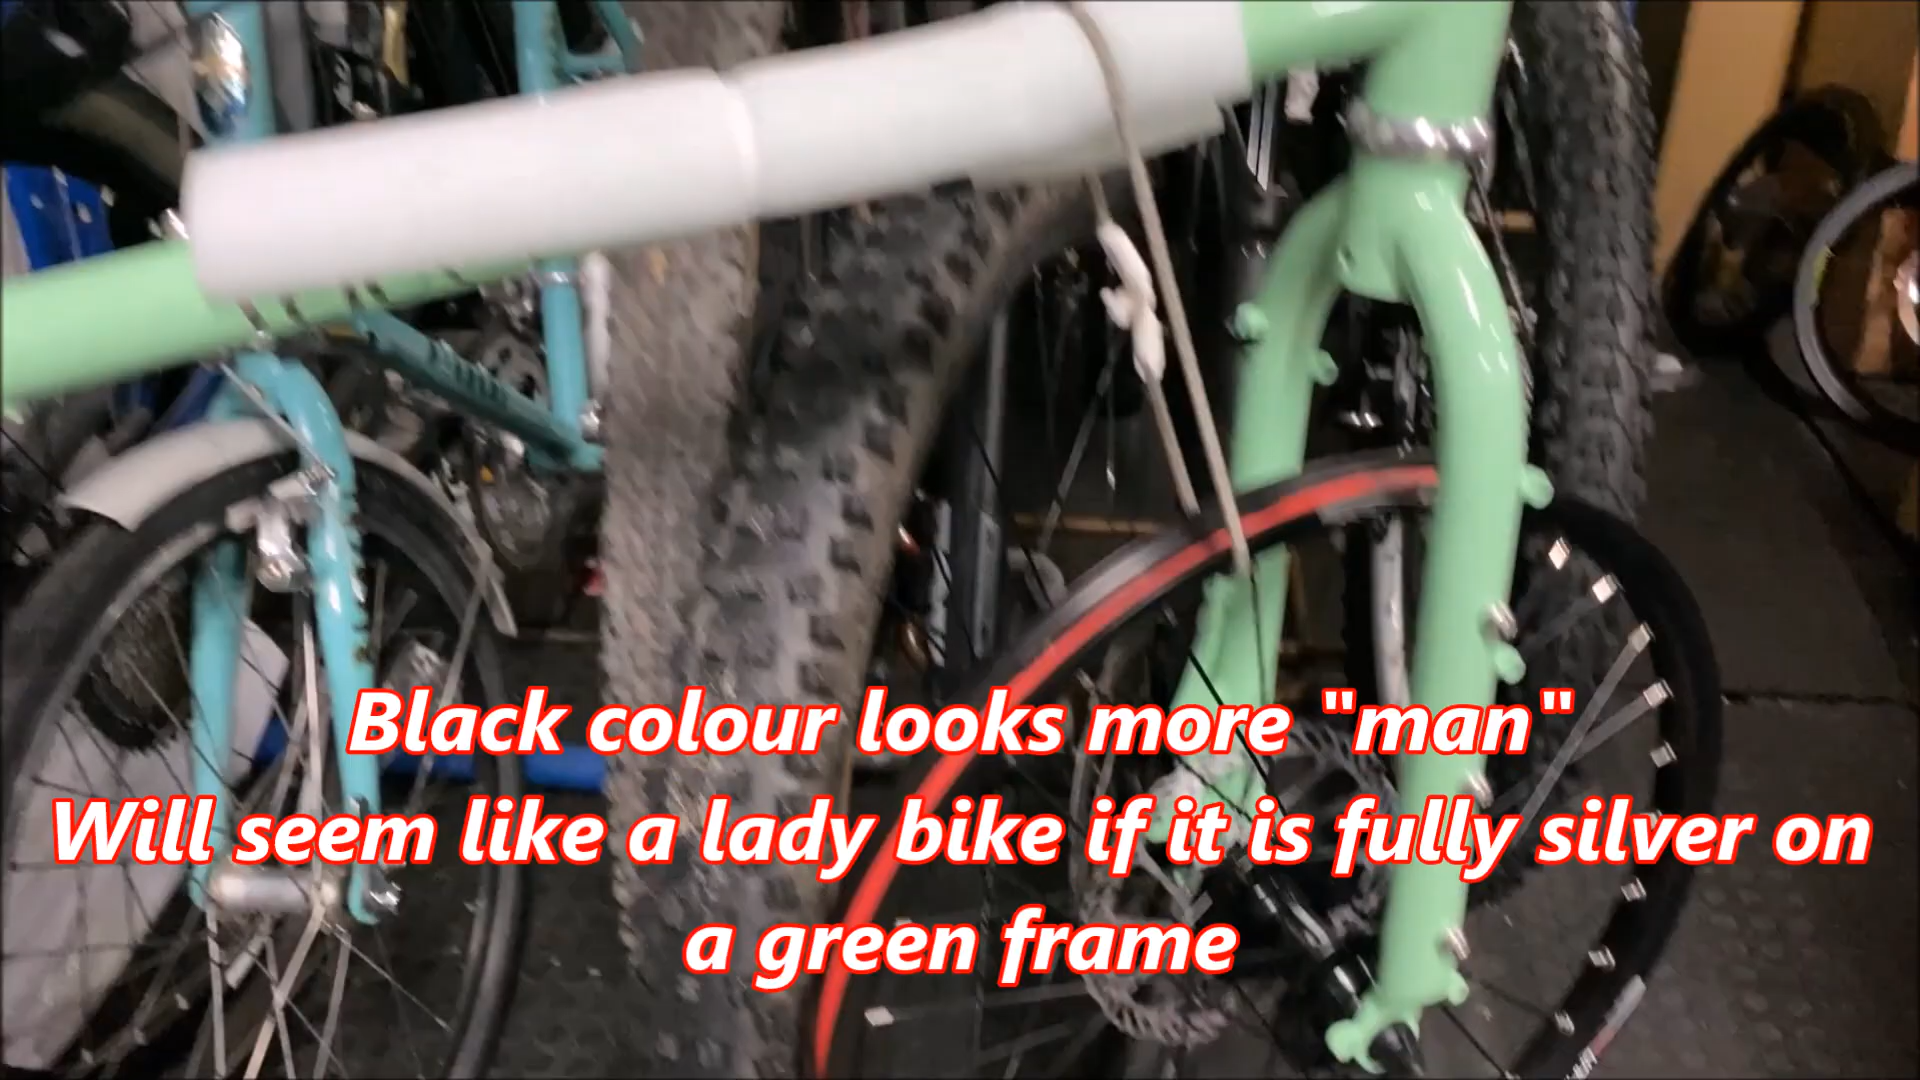 Black colour looks more "man"
Will seem like a lady bike if it is fully silver on
a green frame